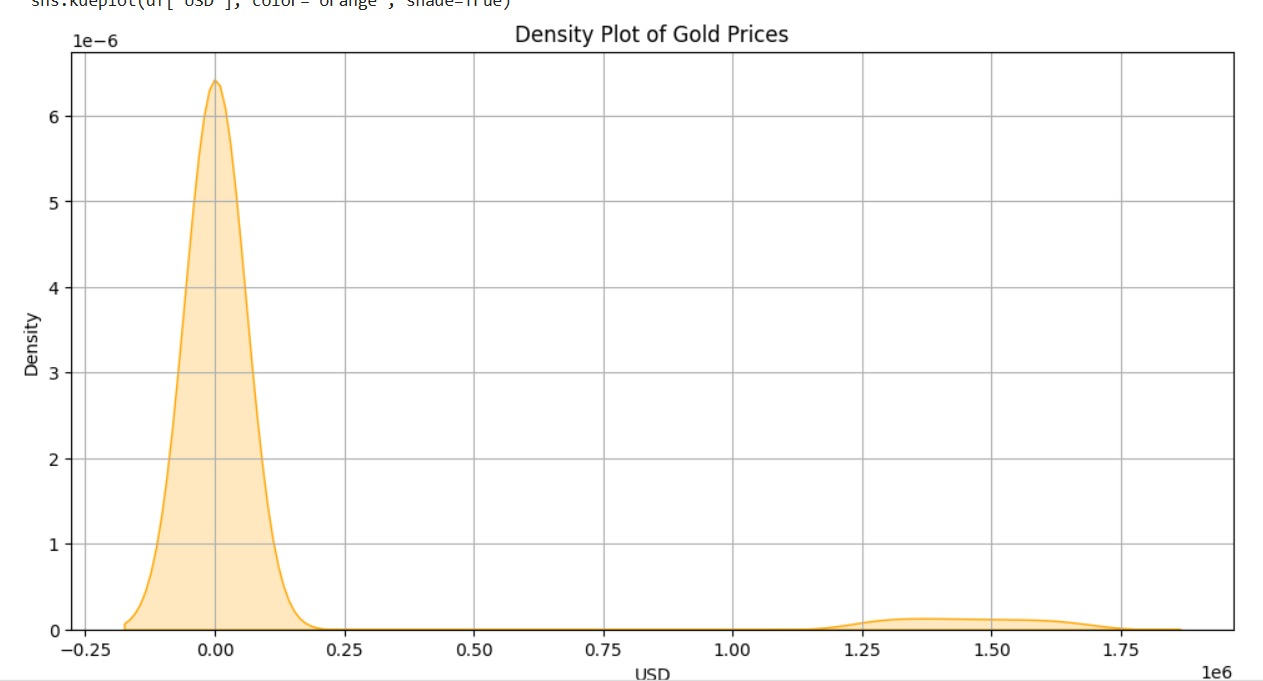 sns.kdeplot(df['USD'], color='orange', shade=True)
Density Plot of Gold Prices
1e−6
6
5
4
3
2
1
0
Density
−0.25 0.00 0.25 0.50 0.75 1.00 1.25 1.50 1.75
USD
1e6